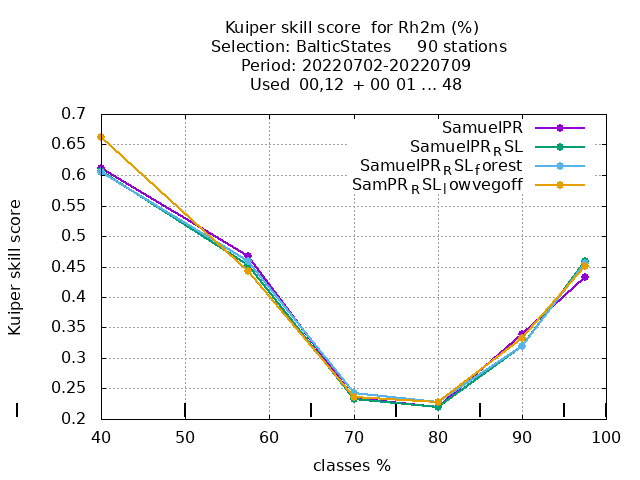 Kuiper skill score for Rh2m (%)
Selection: BalticStates 90 stations
Period: 20220702-20220709
Used 00,12 + 00 01 ... 48
SamuelPR
SamuelPR_RSL
SamuelPR_RSL_forest
SamPR_RSL_lowvegoff
0.7
0.65
0.6
0.55
0.5
0.45
0.4
0.35
0.3
0.25
0.2
Kuiper skill score
40 50 60 70 80 90 100
classes %